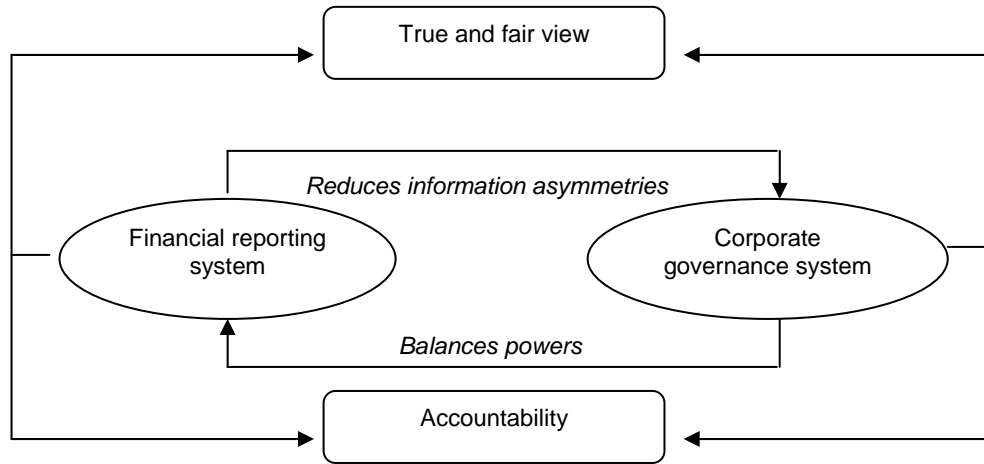 True and fair view
Reduces information asymmetries
Financial reporting
system
Corporate
governance system
Balances powers
Accountability